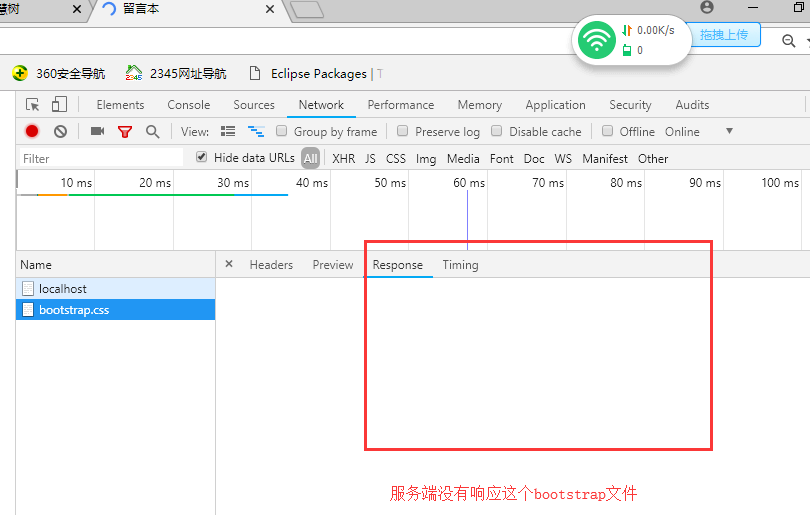 慧树
留言本
0.00K/s
0
拖拽上传
360安全导航
2345网址导航
Eclipse Packages | T
Elements Console Sources Network Performance Memory Application Security Audits
View: Group by frame Preserve log Disable cache Offline Online
Filter Hide data URLs All XHR JS CSS Img Media Font Doc WS Manifest Other
10 ms 20 ms 30 ms 40 ms 50 ms 60 ms 70 ms 80 ms 90 ms 100 ms
Name
× Headers Preview Response Timing
localhost
bootstrap.css
服务端没有响应这个bootstrap文件